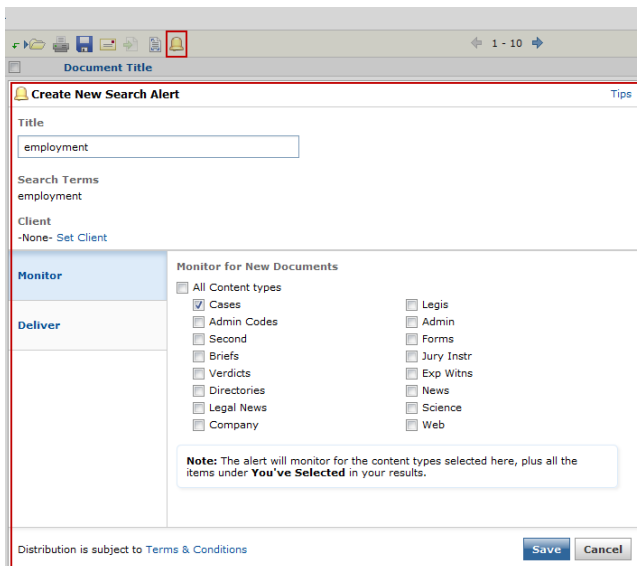 1 - 10
Document Title
Create New Search Alert Tips
Title
employment
Search Terms
employment
Client
-None- Set Client
Monitor
Deliver
Monitor for New Documents
All Content types
Cases Legis
Admin Codes Admin
Second Forms
Briefs Jury Instr
Verdicts Exp Witns
Directories News
Legal News Science
Company Web
Note: The alert will monitor for the content types selected here, plus all the
items under You've Selected in your results.
Distribution is subject to Terms & Conditions Save Cancel